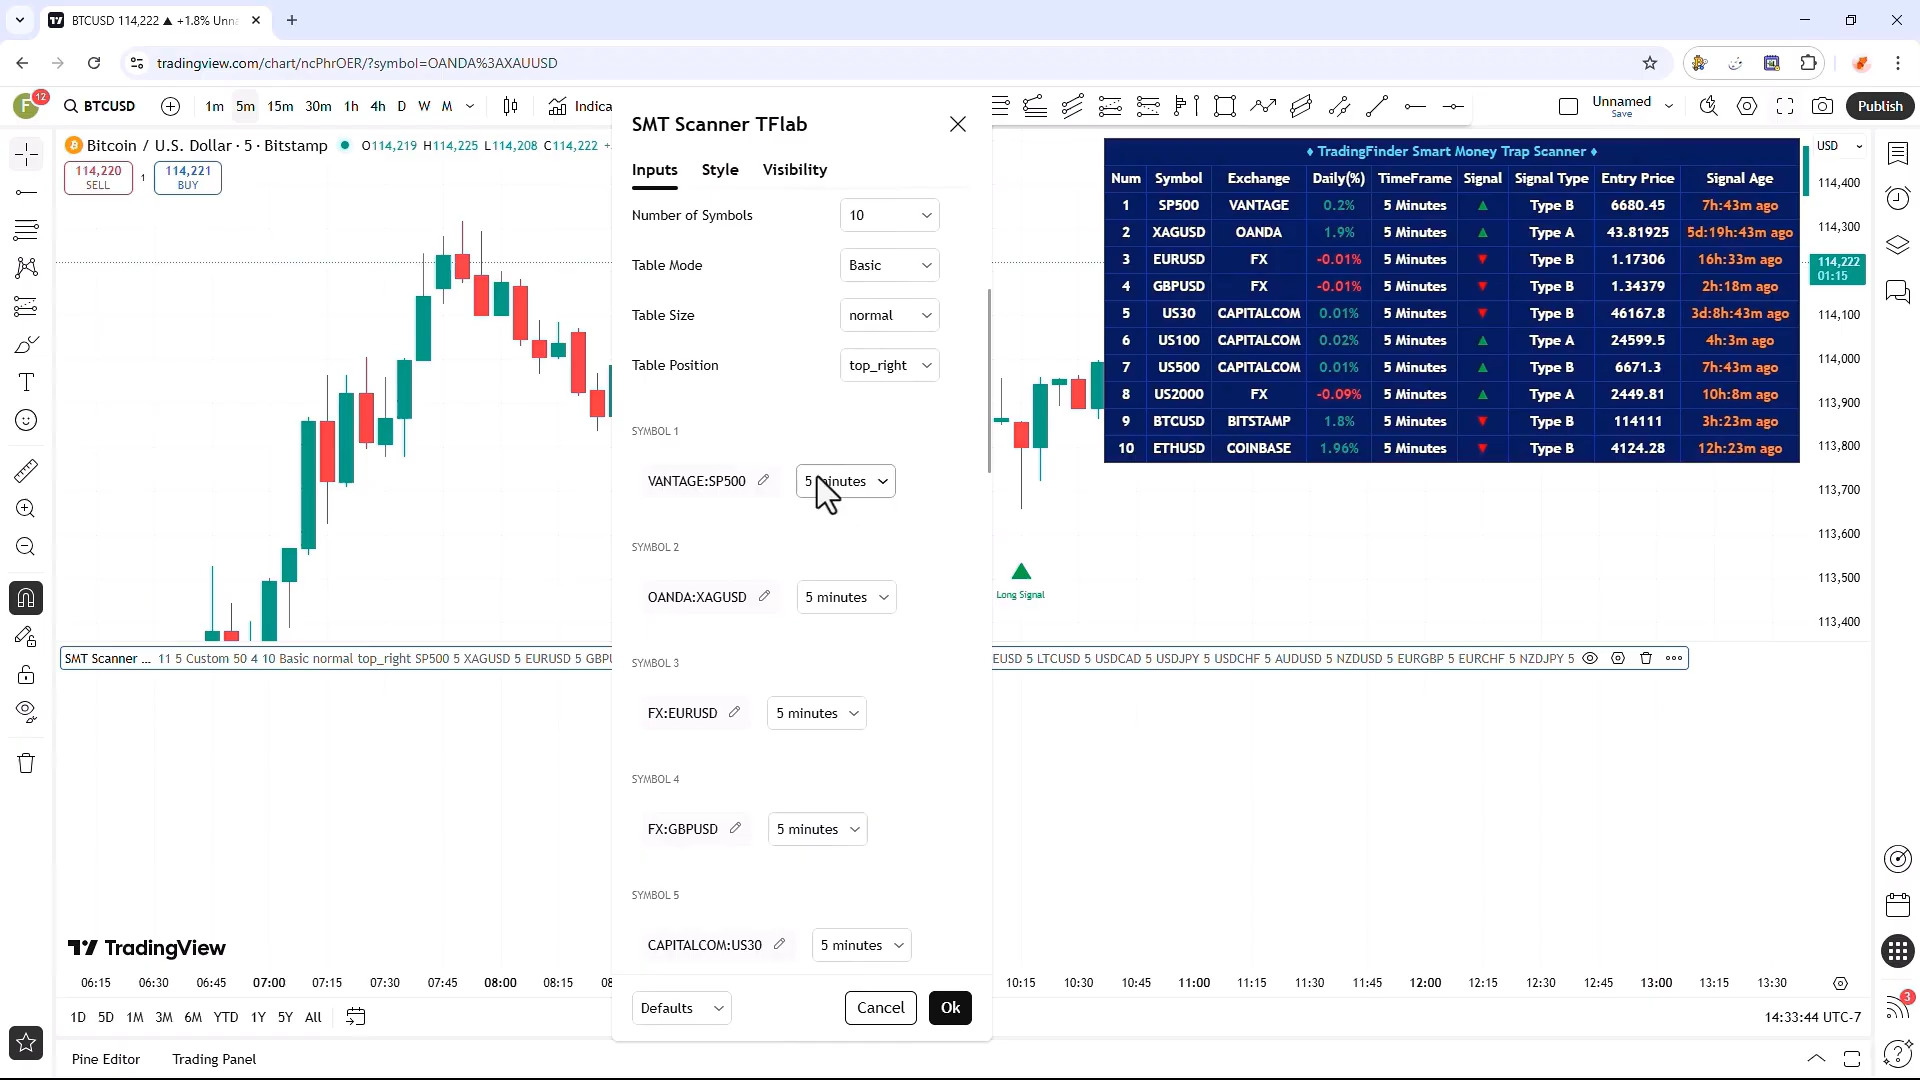 BTCUSD 114,222 ▲ +1.8% Unna
tradingview.com/chart/ncPhrOER/?symbol=OANDA%3AXAUUSD
F 12 BTCUSD 1m 5m 15m 30m 1h 4h D W M Indica
Unnamed
Save
Publish
Bitcoin / U.S. Dollar · 5 · Bitstamp O114,219 H114,225 L114,208 C114,222
114,220
SELL
1
114,221
BUY
SMT Scanner TFlab
Inputs Style Visibility
Number of Symbols 10
Table Mode Basic
Table Size normal
Table Position top_right
SYMBOL 1
VANTAGE:SP500 5 minutes
SYMBOL 2
OANDA:XAGUSD 5 minutes
SYMBOL 3
FX:EURUSD 5 minutes
SYMBOL 4
FX:GBPUSD 5 minutes
SYMBOL 5
CAPITALCOM:US30 5 minutes
Defaults Cancel Ok
♦ TradingFinder Smart Money Trap Scanner ♦
Num Symbol Exchange Daily(%) TimeFrame Signal Signal Type Entry Price Signal Age
1 SP500 VANTAGE 0.2% 5 Minutes ▲ Type B 6680.45 7h:43m ago
2 XAGUSD OANDA 1.9% 5 Minutes ▲ Type A 43.81925 5d:19h:43m ago
3 EURUSD FX -0.01% 5 Minutes ▼ Type B 1.17306 16h:33m ago
4 GBPUSD FX -0.01% 5 Minutes ▼ Type B 1.34379 2h:18m ago
5 US30 CAPITALCOM 0.01% 5 Minutes ▼ Type B 46167.8 3d:8h:43m ago
6 US100 CAPITALCOM 0.02% 5 Minutes ▲ Type A 24599.5 4h:3m ago
7 US500 CAPITALCOM 0.01% 5 Minutes ▲ Type B 6671.3 7h:43m ago
8 US2000 FX -0.09% 5 Minutes ▲ Type A 2449.81 10h:8m ago
9 BTCUSD BITSTAMP 1.8% 5 Minutes ▼ Type B 114111 3h:23m ago
10 ETHUSD COINBASE 1.96% 5 Minutes ▼ Type B 4124.28 12h:23m ago
USD
114,400
114,300
114,222
01:15
114,100
114,000
113,900
113,800
113,700
113,600
113,500
113,400
Long Signal
SMT Scanner ... 11 5 Custom 50 4 10 Basic normal top_right SP500 5 XAGUSD 5 EURUSD 5 GBPU
EUSD 5 LTCUSD 5 USDCAD 5 USDJPY 5 USDCHF 5 AUDUSD 5 NZDUSD 5 EURGBP 5 EURCHF 5 NZDJPY 5
TradingView
06:15 06:30 06:45 07:00 07:15 07:30 07:45 08:00 08:15 08
10:15 10:30 10:45 11:00 11:15 11:30 11:45 12:00 12:15 12:30 12:45 13:00 13:15 13:30
1D 5D 1M 3M 6M YTD 1Y 5Y All
14:33:44 UTC-7
3
Pine Editor Trading Panel